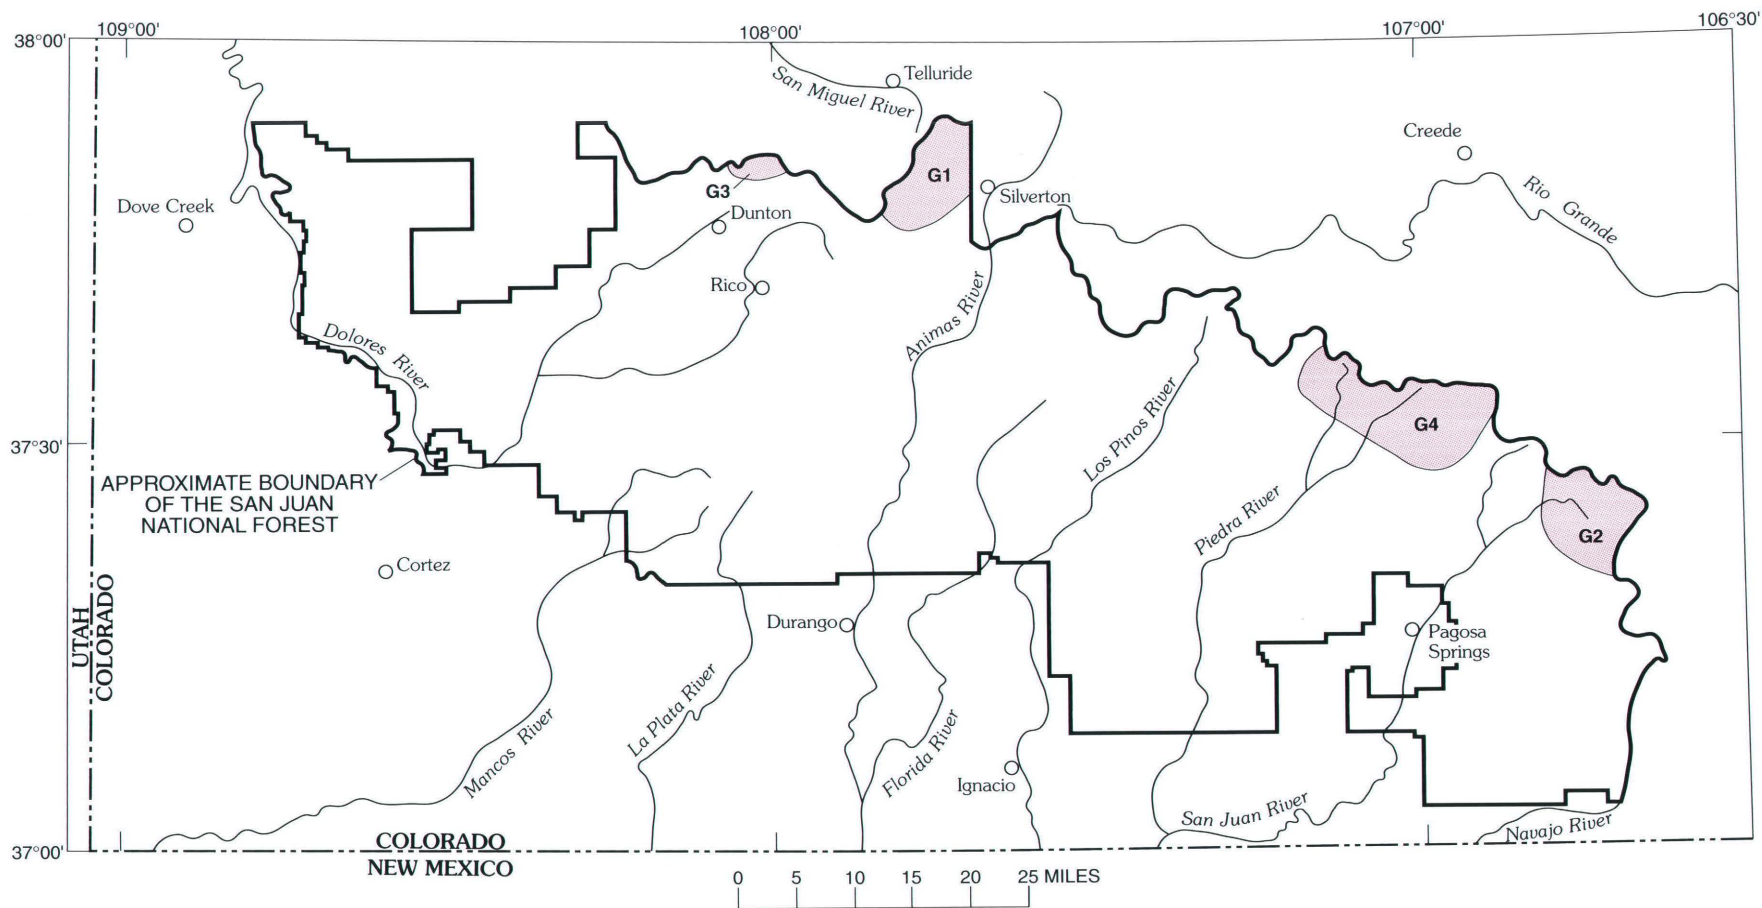 109°00'
108°00'
107°00'
106°30'
38°00'
San Miguel River
Telluride
Creede
G1
G3
Silverton
Dove Creek
Dunton
Rio Grande
Rico
Animas River
Dolores River
Los Pinos River
G4
37°30'
APPROXIMATE BOUNDARY
OF THE SAN JUAN
NATIONAL FOREST
Piedra River
G2
Cortez
UTAH
COLORADO
Durango
Pagosa
Springs
La Plata River
Mancos River
Florida River
Ignacio
San Juan River
Navajo River
37°00'
COLORADO
NEW MEXICO
0 5 10 15 20 25 MILES